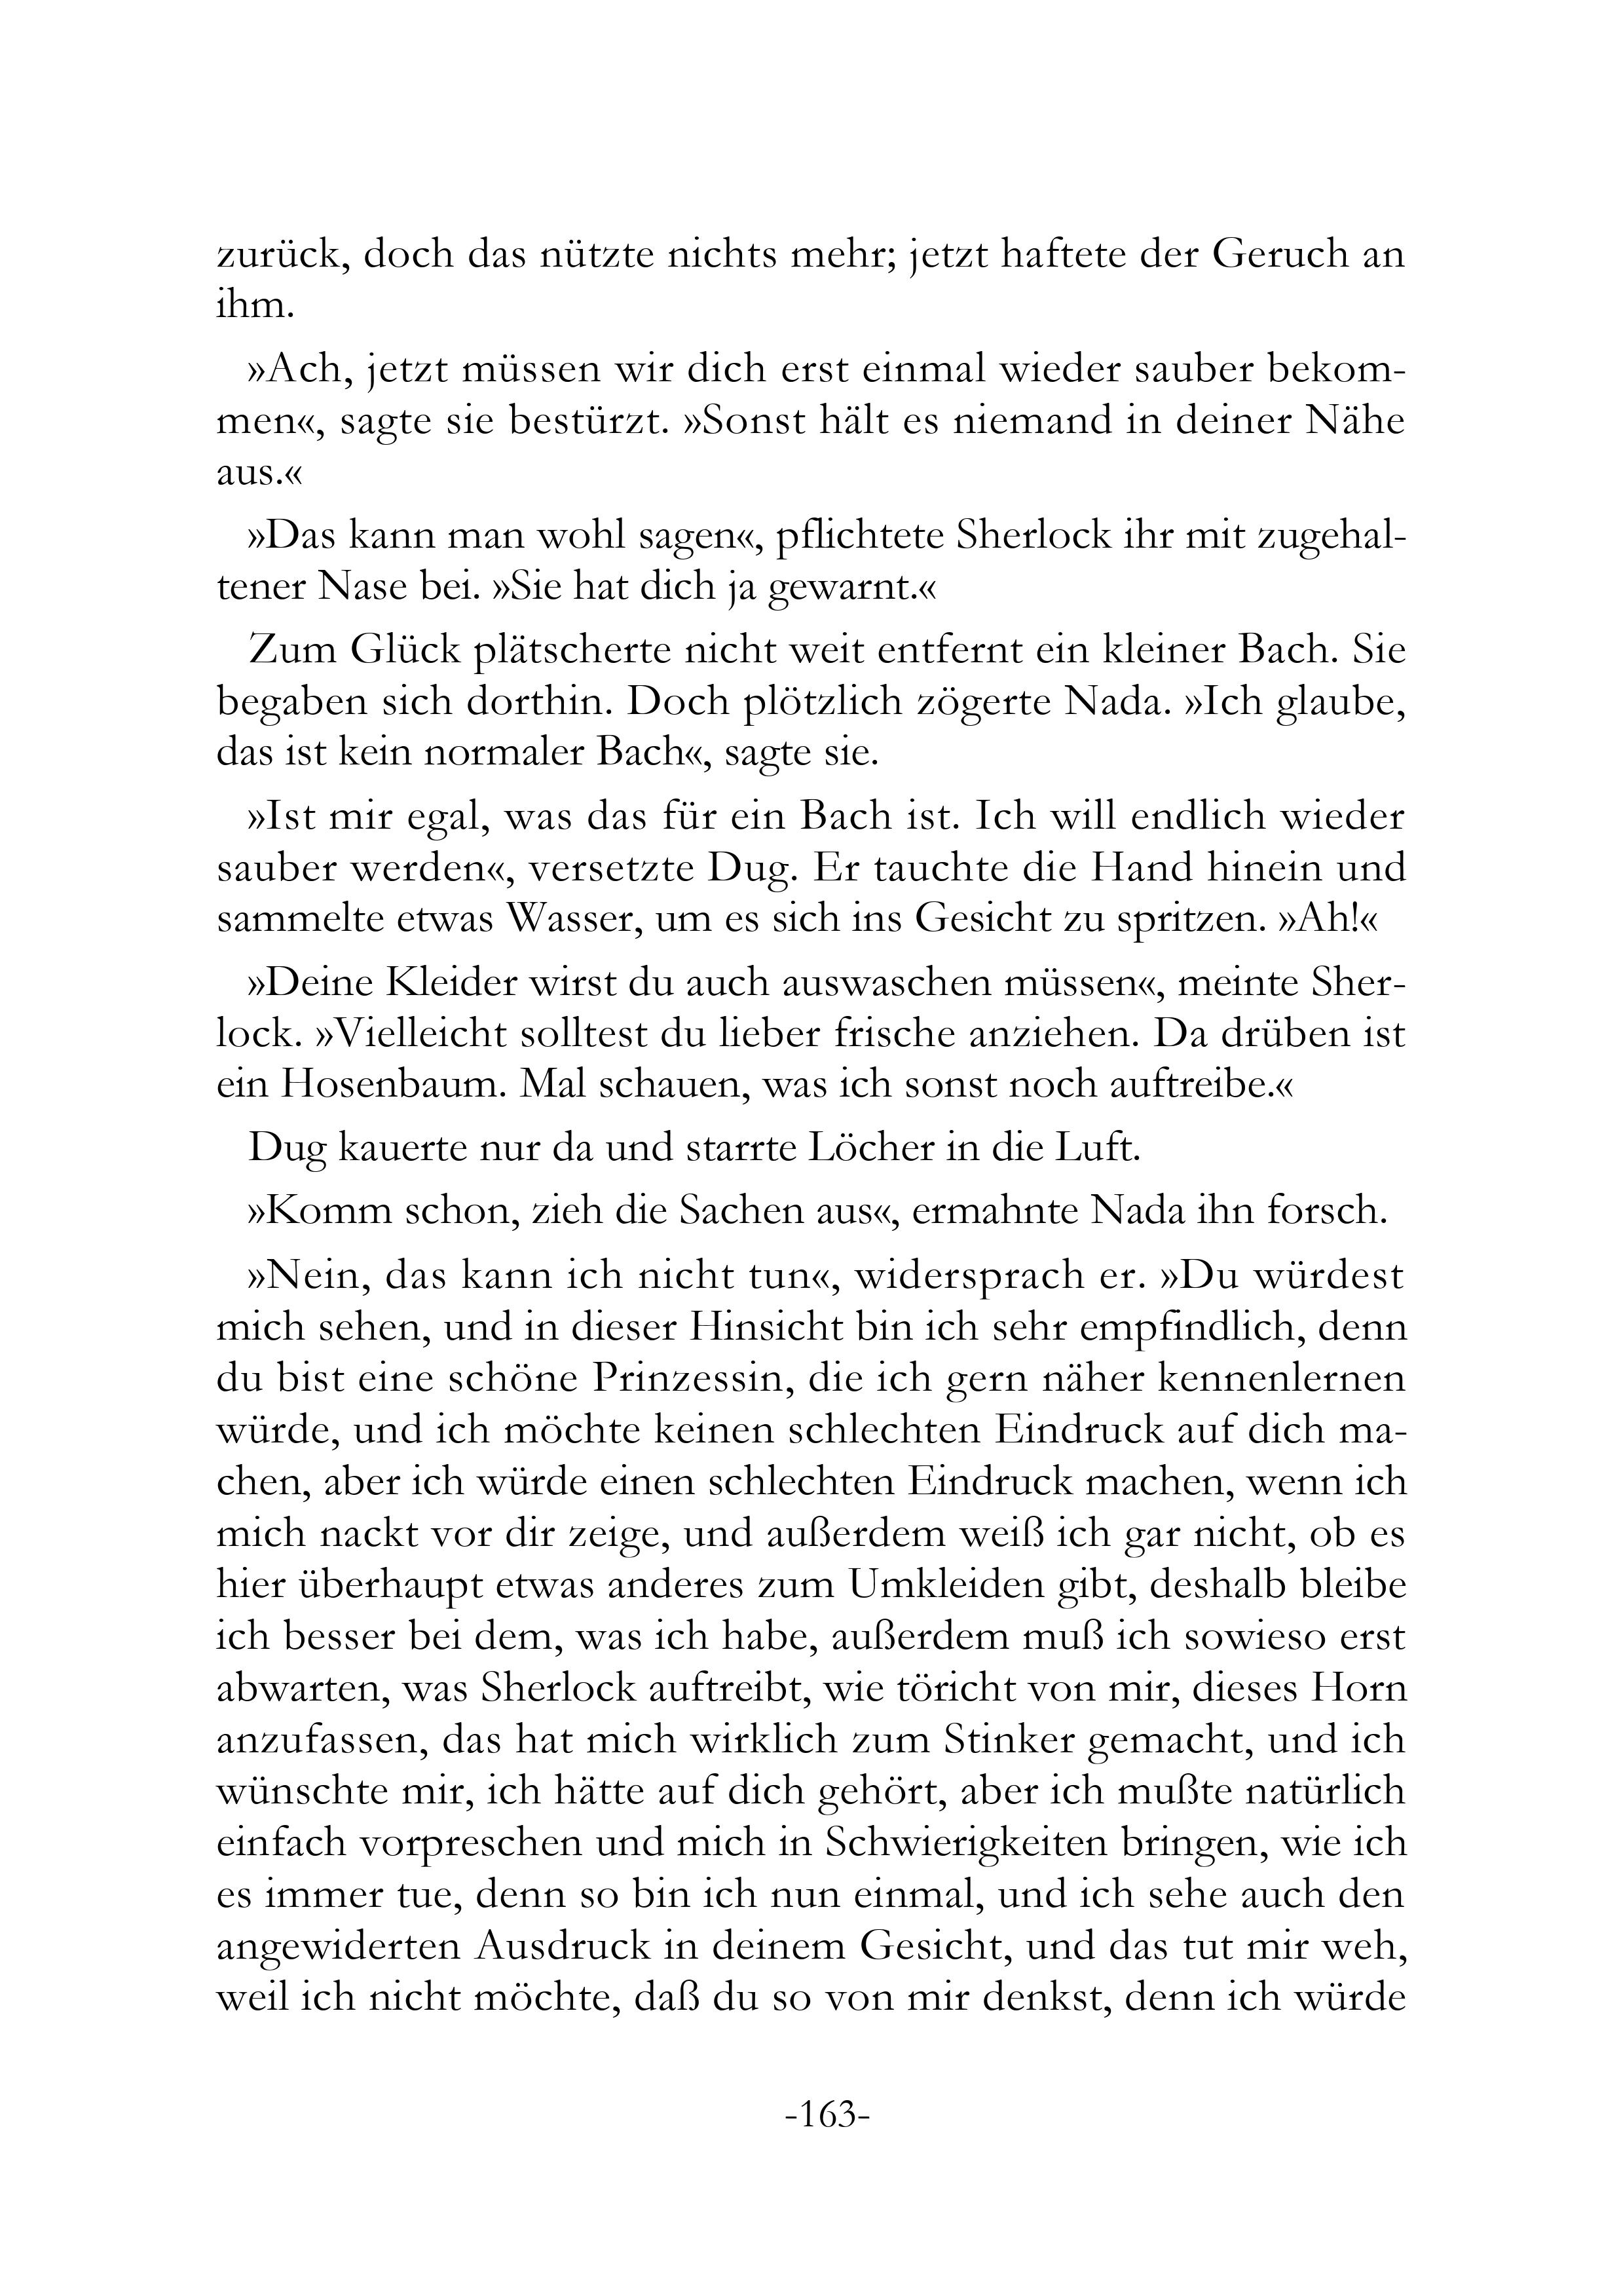 zurück, doch das nützte nichts mehr; jetzt haftete der Geruch an
ihm.
»Ach, jetzt müssen wir dich erst einmal wieder sauber bekom-
men«, sagte sie bestürzt. »Sonst hält es niemand in deiner Nähe
aus.«
»Das kann man wohl sagen«, pflichtete Sherlock ihr mit zugehal-
tener Nase bei. »Sie hat dich ja gewarnt.«
Zum Glück plätscherte nicht weit entfernt ein kleiner Bach. Sie
begaben sich dorthin. Doch plötzlich zögerte Nada. »Ich glaube,
das ist kein normaler Bach«, sagte sie.
»Ist mir egal, was das für ein Bach ist. Ich will endlich wieder
sauber werden«, versetzte Dug. Er tauchte die Hand hinein und
sammelte etwas Wasser, um es sich ins Gesicht zu spritzen. »Ah!«
»Deine Kleider wirst du auch auswaschen müssen«, meinte Sher-
lock. »Vielleicht solltest du lieber frische anziehen. Da drüben ist
ein Hosenbaum. Mal schauen, was ich sonst noch auftreibe.«
Dug kauerte nur da und starrte Löcher in die Luft.
»Komm schon, zieh die Sachen aus«, ermahnte Nada ihn forsch.
»Nein, das kann ich nicht tun«, widersprach er. »Du würdest
mich sehen, und in dieser Hinsicht bin ich sehr empfindlich, denn
du bist eine schöne Prinzessin, die ich gern näher kennenlernen
würde, und ich möchte keinen schlechten Eindruck auf dich ma-
chen, aber ich würde einen schlechten Eindruck machen, wenn ich
mich nackt vor dir zeige, und außerdem weiß ich gar nicht, ob es
hier überhaupt etwas anderes zum Umkleiden gibt, deshalb bleibe
ich besser bei dem, was ich habe, außerdem muß ich sowieso erst
abwarten, was Sherlock auftreibt, wie töricht von mir, dieses Horn
anzufassen, das hat mich wirklich zum Stinker gemacht, und ich
wünschte mir, ich hätte auf dich gehört, aber ich mußte natürlich
einfach vorpreschen und mich in Schwierigkeiten bringen, wie ich
es immer tue, denn so bin ich nun einmal, und ich sehe auch den
angewiderten Ausdruck in deinem Gesicht, und das tut mir weh,
weil ich nicht möchte, daß du so von mir denkst, denn ich würde
-163-